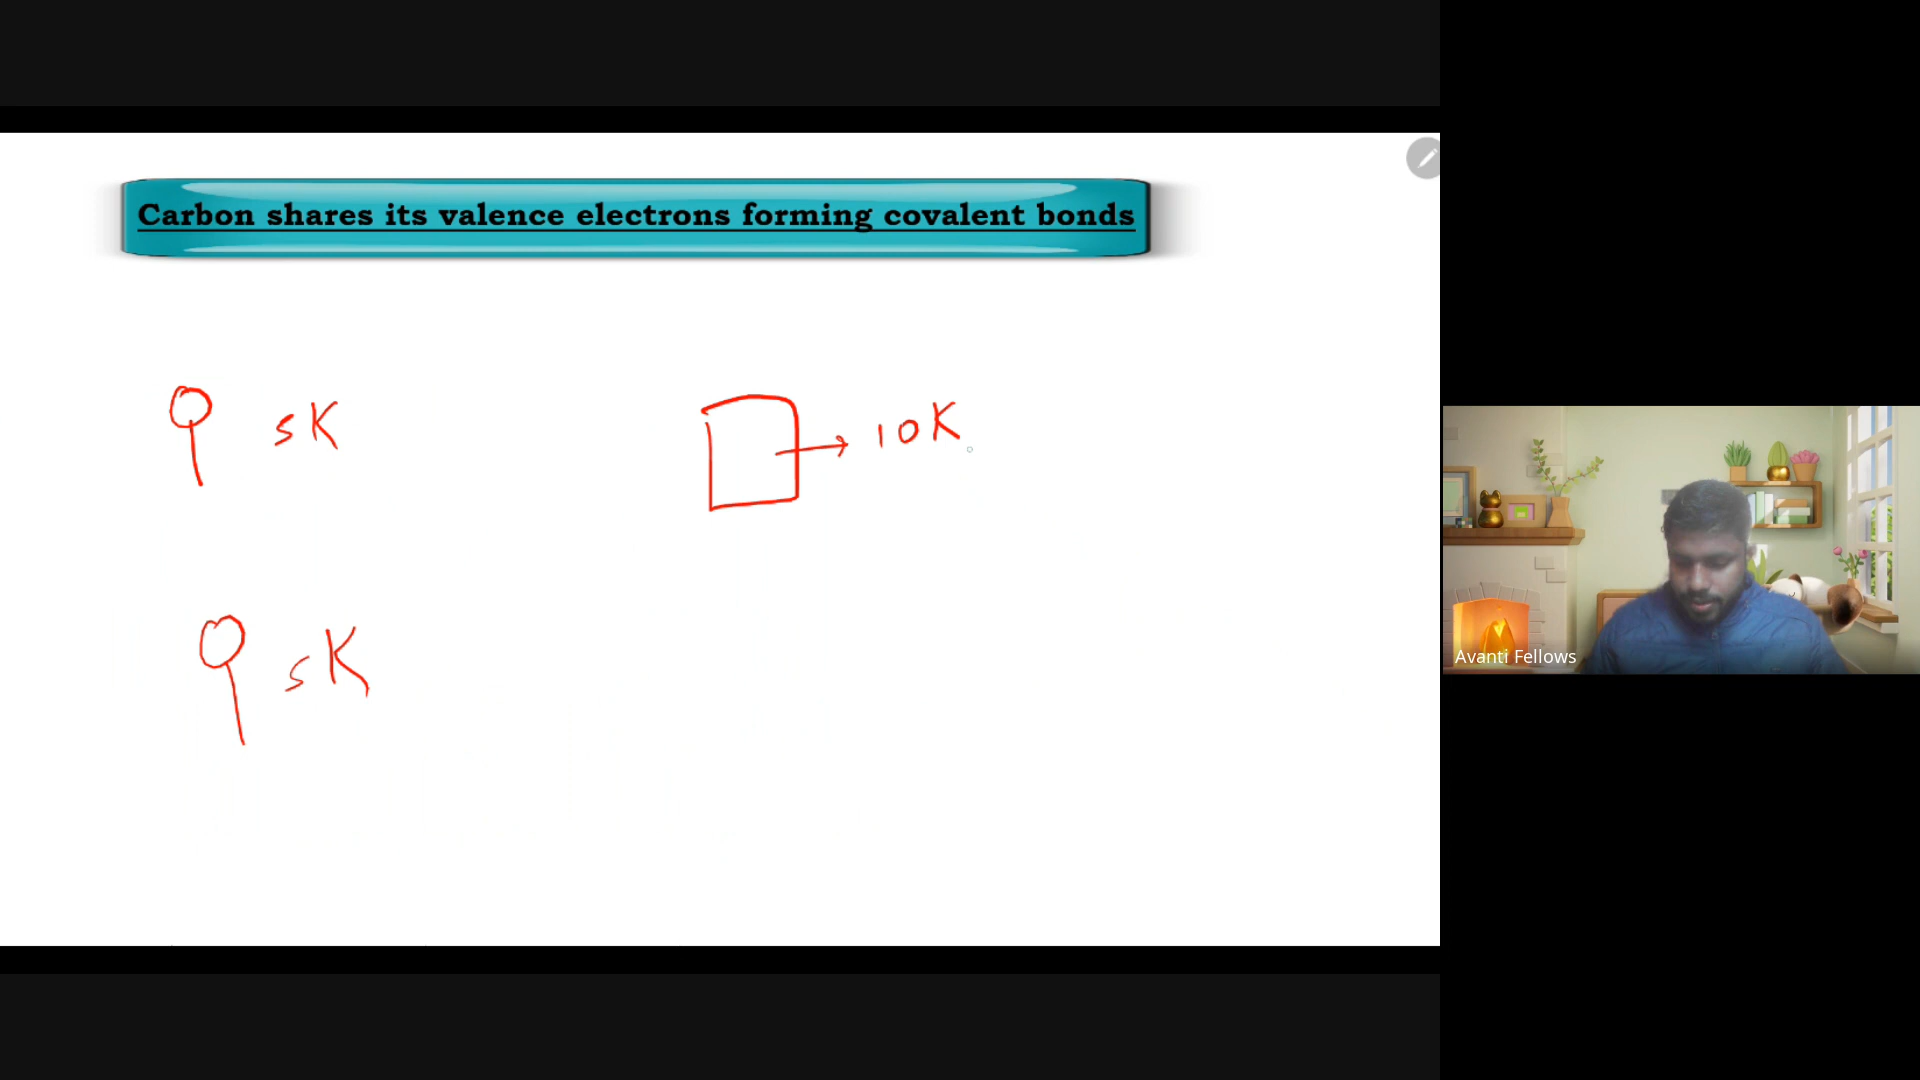 Carbon shares its valence electrons forming covalent bonds
5K
10K
5K
Avanti Fellows